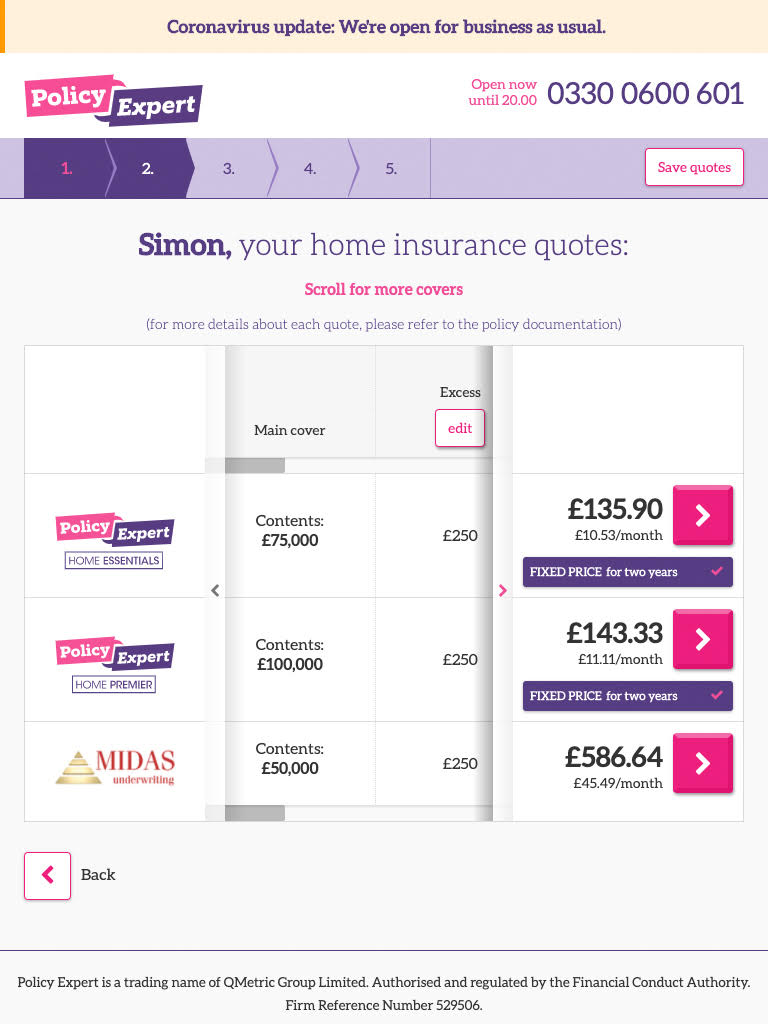 Coronavirus update: We're open for business as usual.
Policy Expert
Open now
until 20.00
0330 0600 601
1.
2.
3.
4.
5.
Save quotes
Simon, your home insurance quotes:
Scroll for more covers
(for more details about each quote, please refer to the policy documentation)
Main cover
Excess
edit
Policy Expert
HOME ESSENTIALS
Contents:
£75,000
£250
£135.90
£10.53/month
FIXED PRICE for two years
Policy Expert
HOME PREMIER
Contents:
£100,000
£250
£143.33
£11.11/month
FIXED PRICE for two years
MIDAS
underwriting
Contents:
£50,000
£250
£586.64
£45.49/month
Back
Policy Expert is a trading name of QMetric Group Limited. Authorised and regulated by the Financial Conduct Authority.
Firm Reference Number 529506.